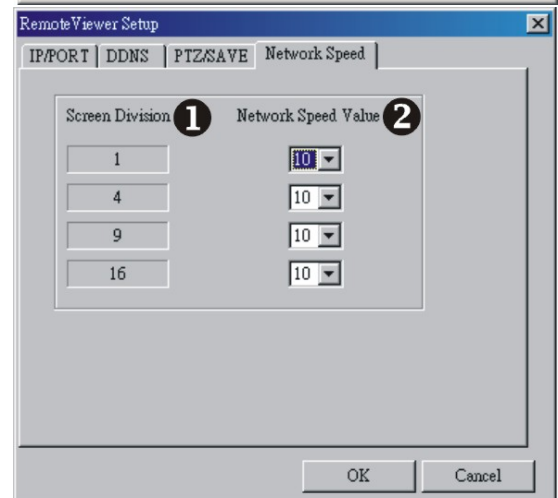 RemoteViewer Setup
IP/PORT DDNS PTZ/SAVE Network Speed
Screen Division 1 Network Speed Value 2
1 10
4 10
9 10
16 10
OK Cancel